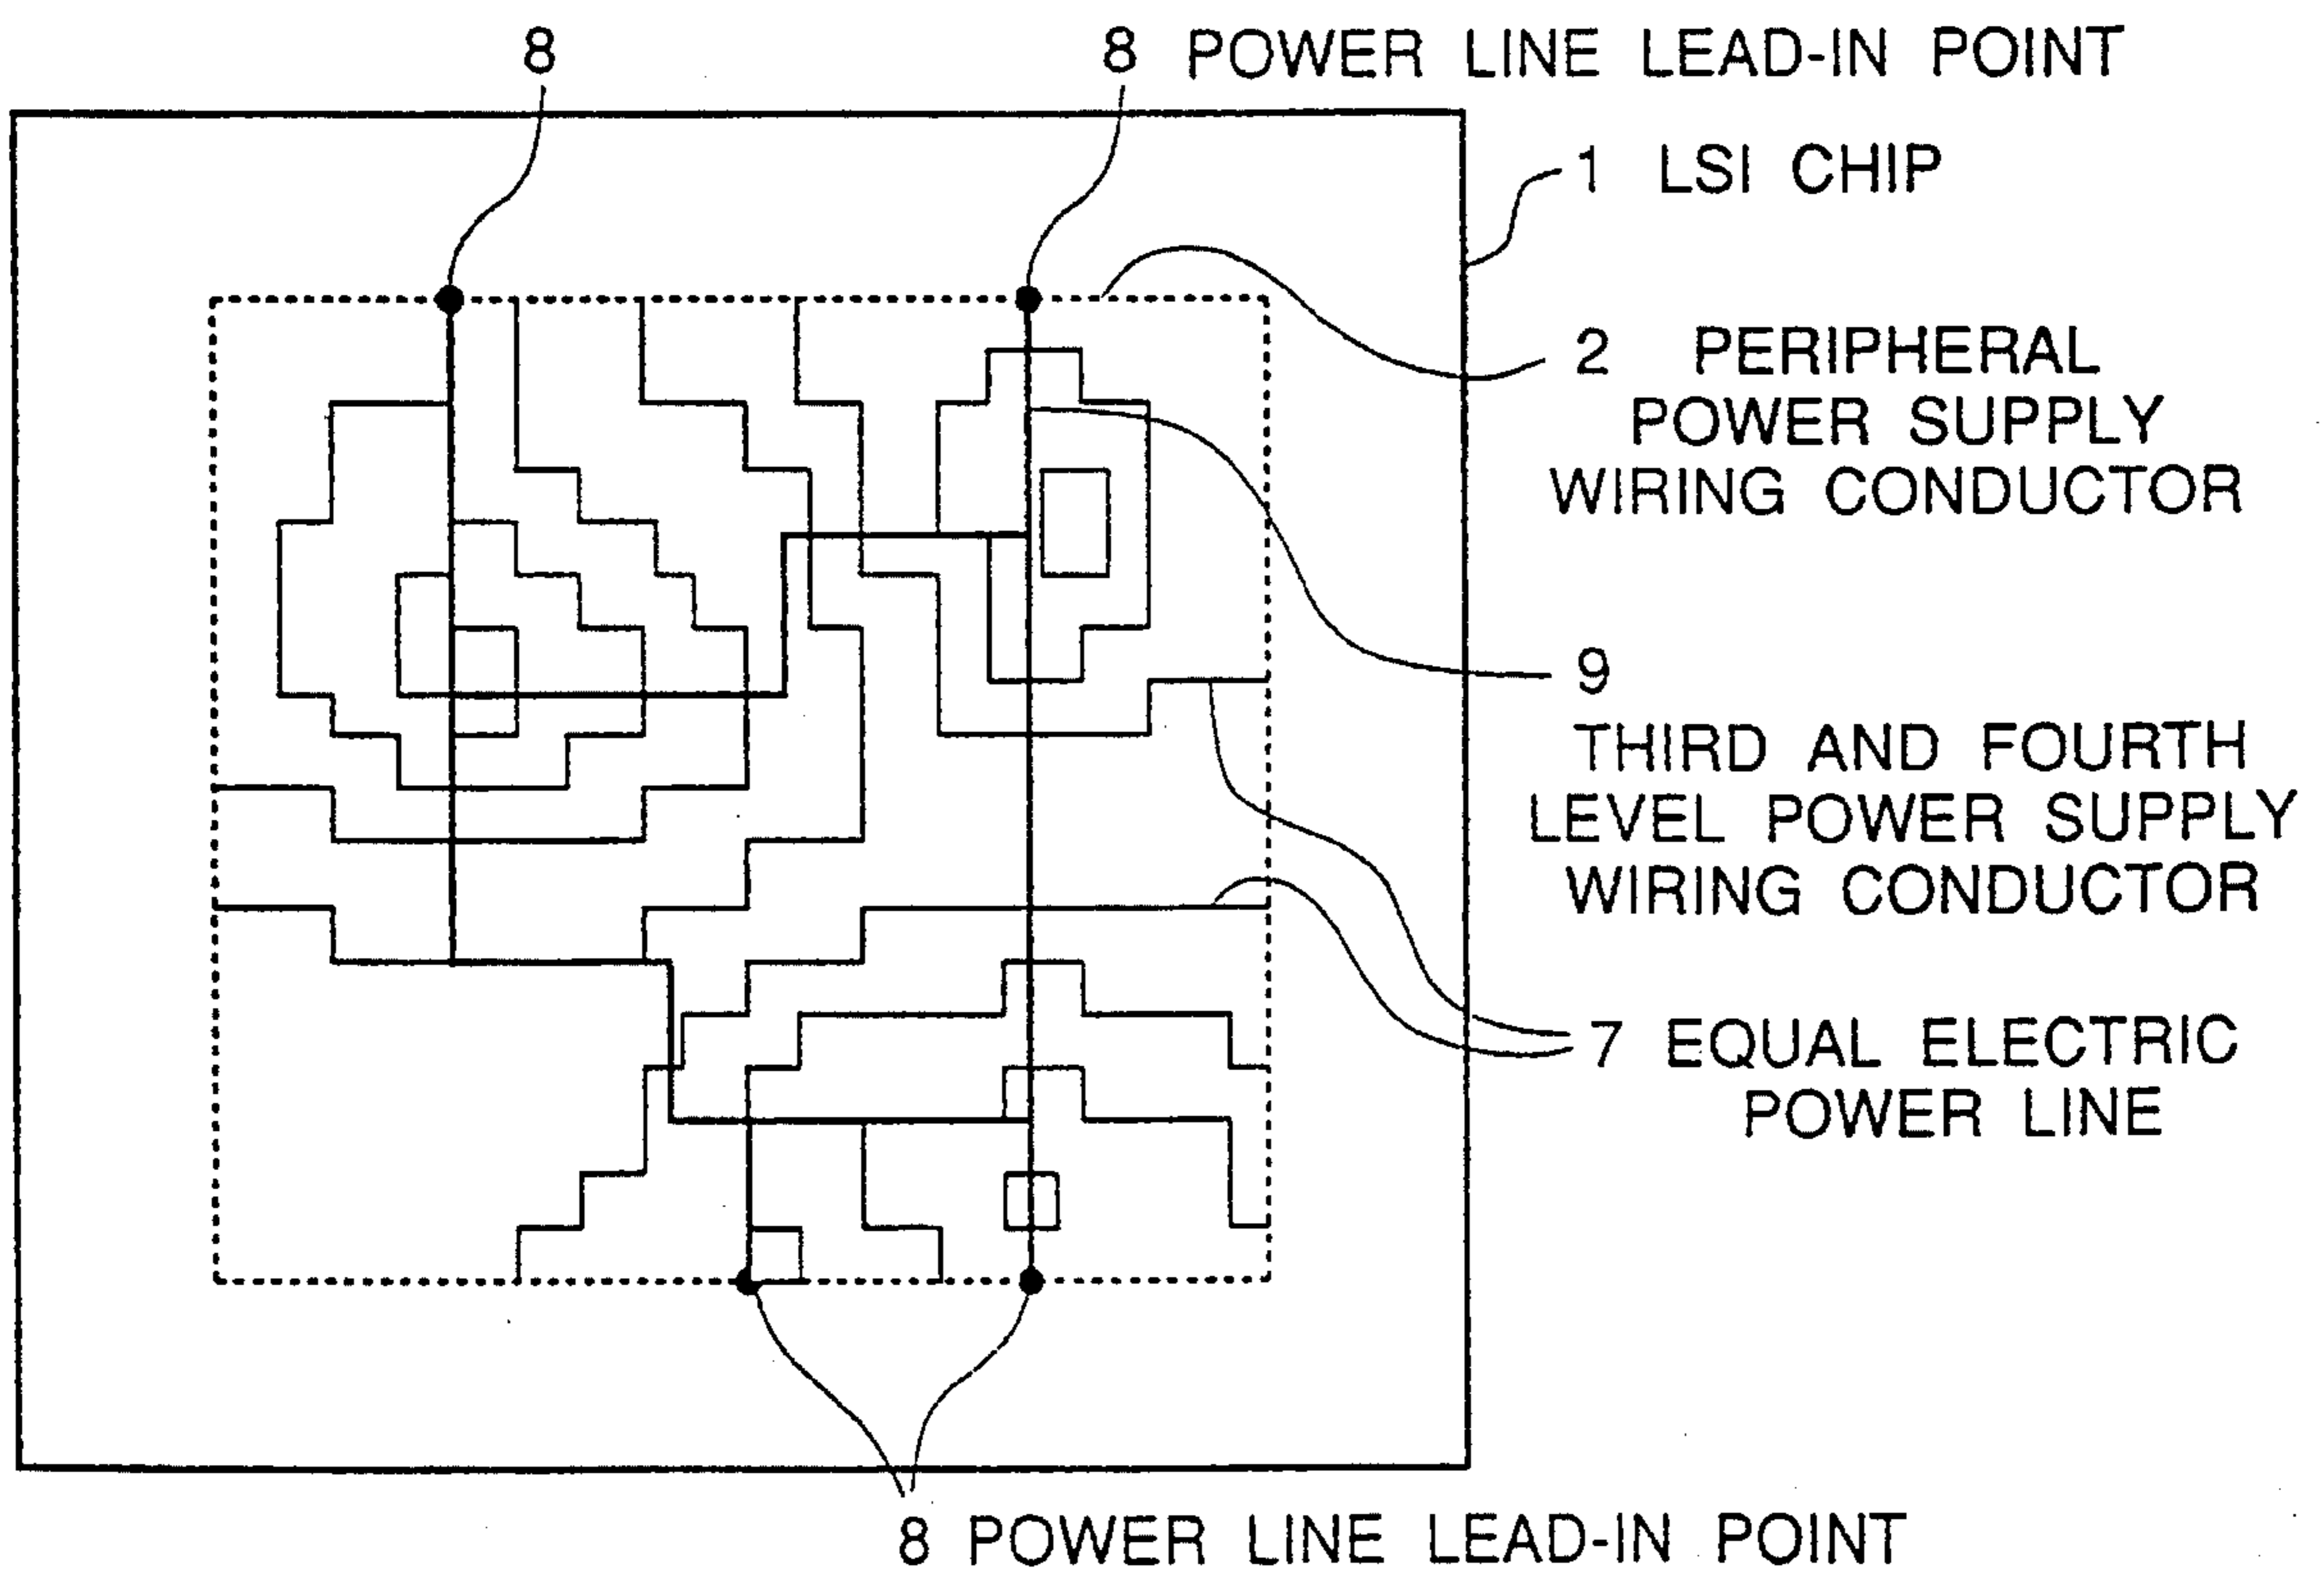 8
8 POWER LINE LEAD-IN POINT
1 LSI CHIP
2 PERIPHERAL
POWER SUPPLY
WIRING CONDUCTOR
9
THIRD AND FOURTH
LEVEL POWER SUPPLY
WIRING CONDUCTOR
7 EQUAL ELECTRIC
POWER LINE
8 POWER LINE LEAD-IN POINT